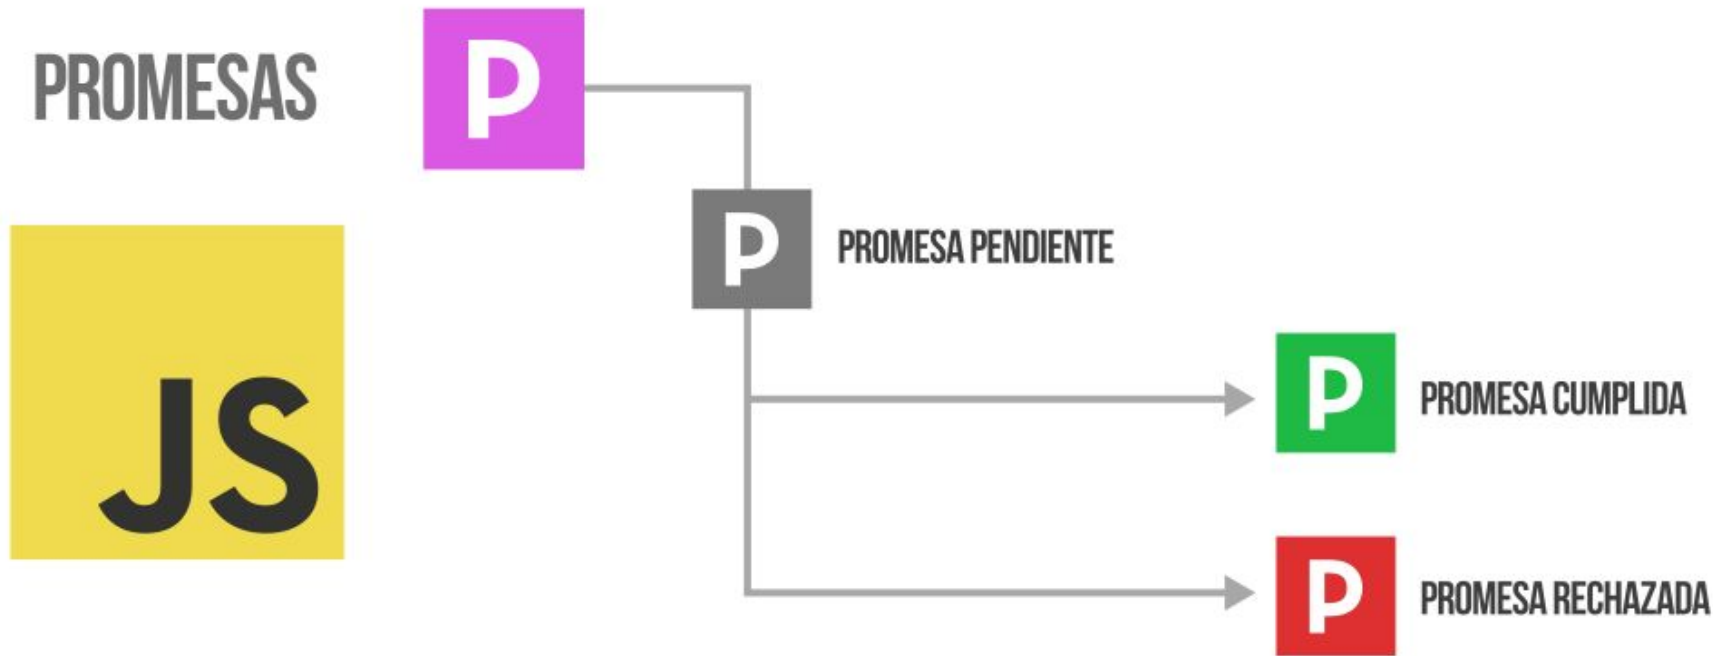 PROMESAS
P
P
PROMESA PENDIENTE
JS
P
PROMESA CUMPLIDA
P
PROMESA RECHAZADA